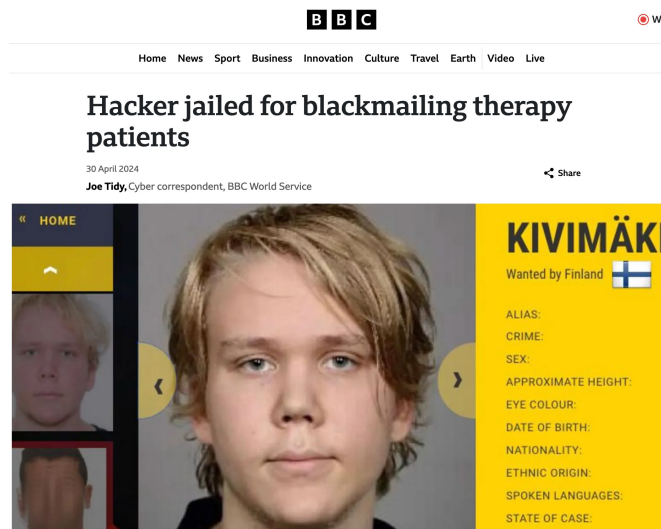 BBC
W
Home News Sport Business Innovation Culture Travel Earth Video Live
Hacker jailed for blackmailing therapy
patients
30 April 2024
Share
Joe Tidy, Cyber correspondent, BBC World Service
« HOME
KIVIMÄK
Wanted by Finland
ALIAS:
CRIME:
SEX:
APPROXIMATE HEIGHT:
EYE COLOUR:
DATE OF BIRTH:
NATIONALITY:
ETHNIC ORIGIN:
SPOKEN LANGUAGES:
STATE OF CASE: